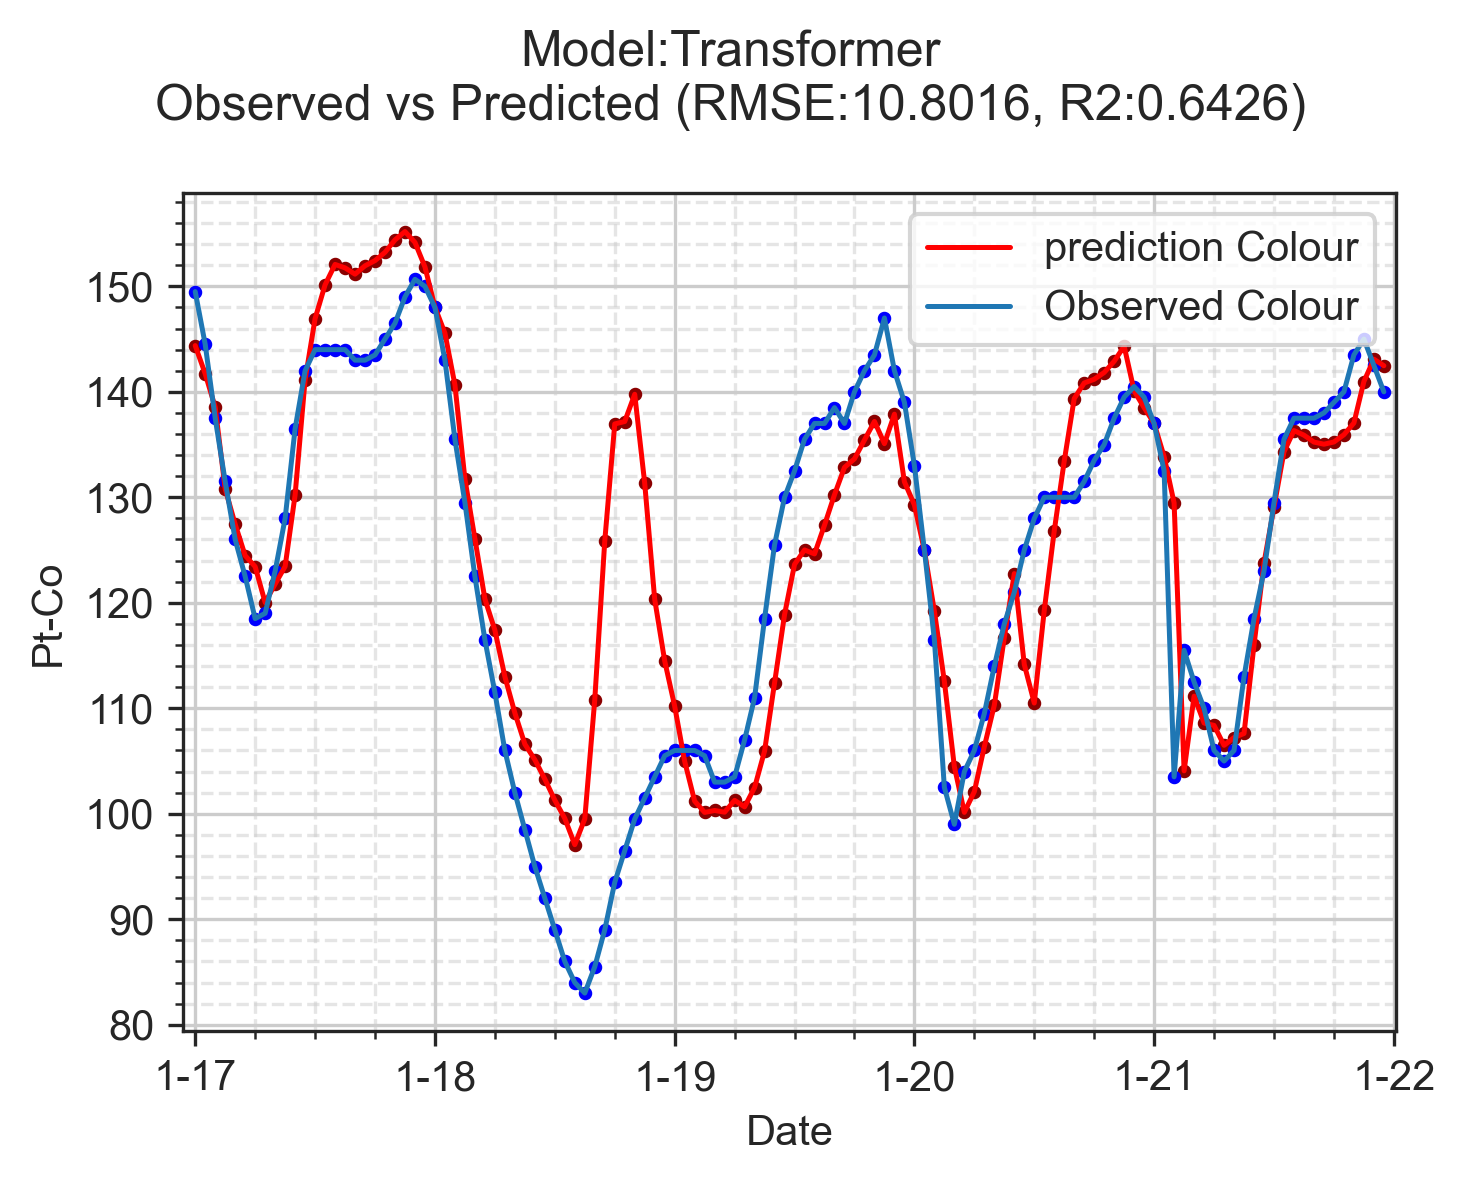 Model:Transformer
Observed vs Predicted (RMSE:10.8016, R2:0.6426)
prediction Colour
Observed Colour
Pt-Co
150
140
130
120
110
100
90
80
1-17 1-18 1-19 1-20 1-21 1-22
Date